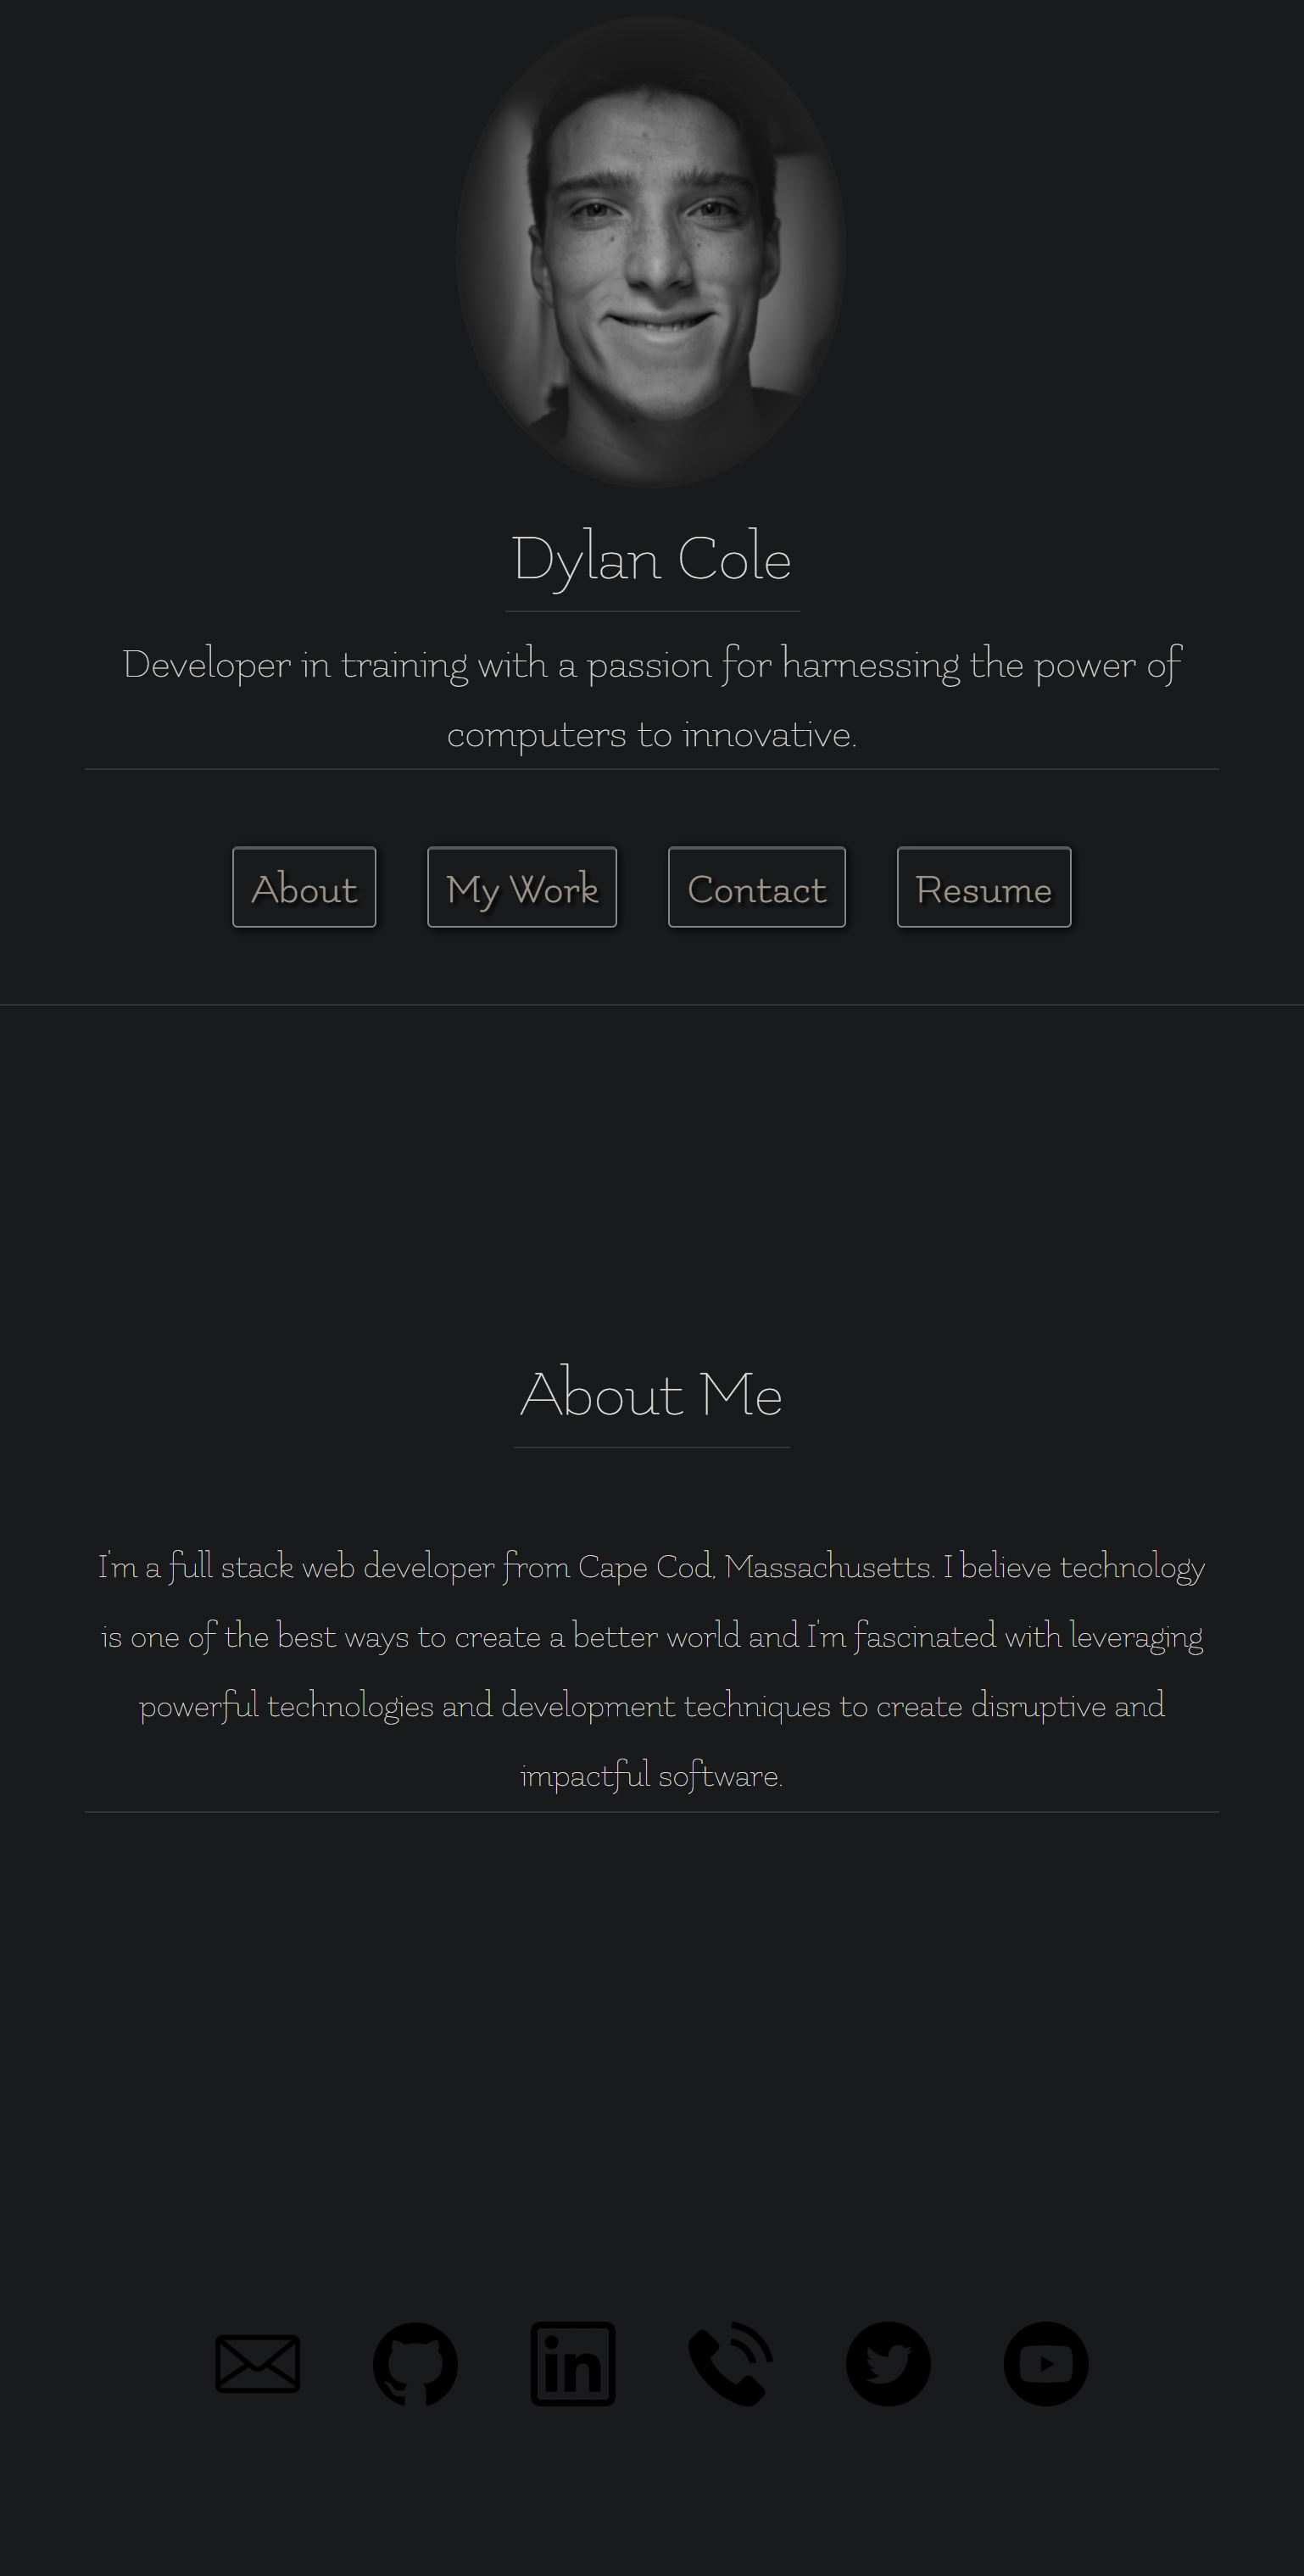 Dylan Cole
Developer in training with a passion for harnessing the power of
computers to innovative.
About
My Work
Contact
Resume
About Me
I'm a full stack web developer from Cape Cod, Massachusetts. I believe technology
is one of the best ways to create a better world and I'm fascinated with leveraging
powerful technologies and development techniques to create disruptive and
impactful software.
in